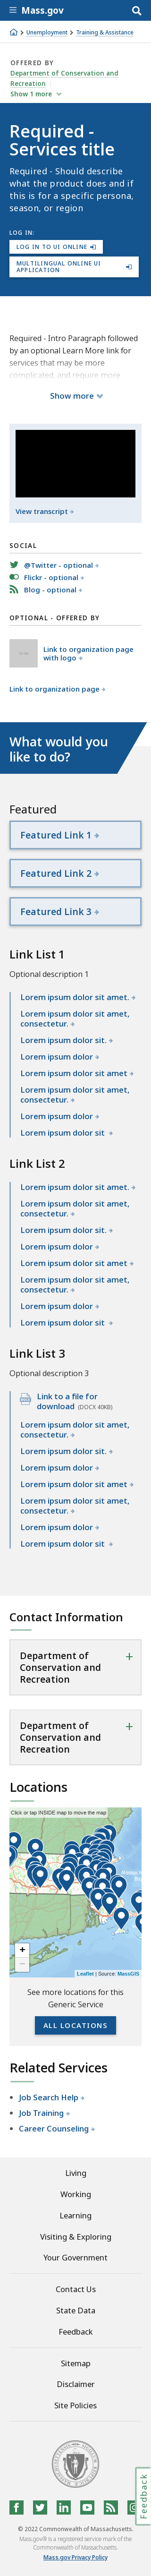 Mass.gov
Unemployment
Training & Assistance
OFFERED BY
Department of Conservation and
Recreation
Show 1 more
Required -
Services title
Required - Should describe
what the product does and if
this is for a specific persona,
season, or region
LOG IN:
LOG IN TO UI ONLINE
MULTILINGUAL ONLINE UI
APPLICATION
Required - Intro Paragraph followed
by an optional Learn More link for
services that may be more
complicated, and require more
Show more
View transcript
SOCIAL
@Twitter - optional
Flickr - optional
Blog - optional
OPTIONAL - OFFERED BY
Link to organization page
with logo
Link to organization page
What would you
like to do?
Featured
Featured Link 1
Featured Link 2
Featured Link 3
Link List 1
Optional description 1
Lorem ipsum dolor sit amet.
Lorem ipsum dolor sit amet,
consectetur.
Lorem ipsum dolor sit.
Lorem ipsum dolor
Lorem ipsum dolor sit amet
Lorem ipsum dolor sit amet,
consectetur.
Lorem ipsum dolor
Lorem ipsum dolor sit
Link List 2
Lorem ipsum dolor sit amet.
Lorem ipsum dolor sit amet,
consectetur.
Lorem ipsum dolor sit.
Lorem ipsum dolor
Lorem ipsum dolor sit amet
Lorem ipsum dolor sit amet,
consectetur.
Lorem ipsum dolor
Lorem ipsum dolor sit
Link List 3
Optional description 3
Link to a file for
download (DOCX 40KB)
Lorem ipsum dolor sit amet,
consectetur.
Lorem ipsum dolor sit.
Lorem ipsum dolor
Lorem ipsum dolor sit amet
Lorem ipsum dolor sit amet,
consectetur.
Lorem ipsum dolor
Lorem ipsum dolor sit
Contact Information
Department of
Conservation and
Recreation
+
Department of
Conservation and
Recreation
+
Locations
Click or tap INSIDE map to move the map
+
−
Leaflet | Source: MassGIS
See more locations for this
Generic Service
ALL LOCATIONS
Related Services
Job Search Help
Job Training
Career Counseling
Living
Working
Learning
Visiting & Exploring
Your Government
Contact Us
State Data
Feedback
Sitemap
Disclaimer
Site Policies
Feedback
© 2022 Commonwealth of Massachusetts.
Mass.gov® is a registered service mark of the
Commonwealth of Massachusetts.
Mass.gov Privacy Policy